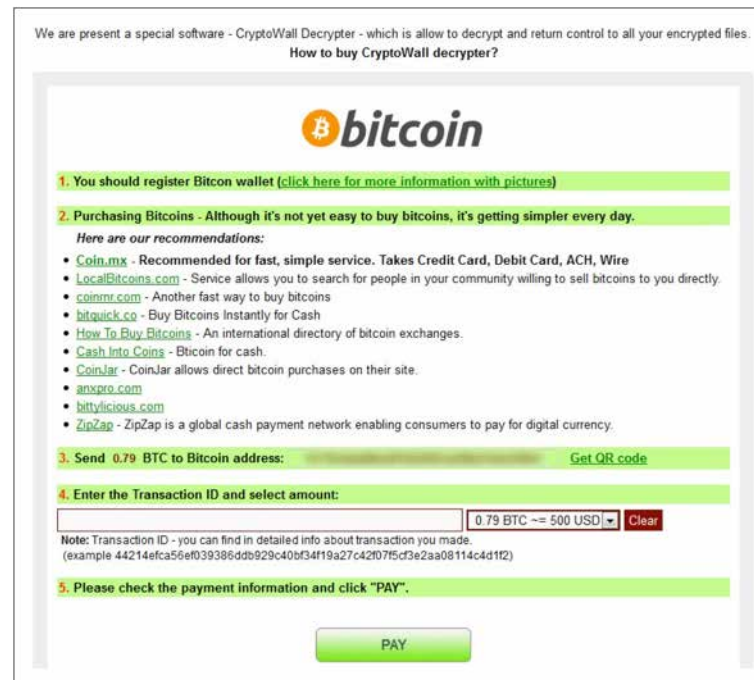 We are present a special software - CryptoWall Decrypter - which is allow to decrypt and return control to all your encrypted files.
How to buy CryptoWall decrypter?
bitcoin
1. You should register Bitcon wallet (click here for more information with pictures)
2. Purchasing Bitcoins - Although it's not yet easy to buy bitcoins, it's getting simpler every day.
Here are our recommendations:
• Coin.mx - Recommended for fast, simple service. Takes Credit Card, Debit Card, ACH, Wire
• LocalBitcoins.com - Service allows you to search for people in your community willing to sell bitcoins to you directly.
• coinmr.com - Another fast way to buy bitcoins
• bitquick.co - Buy Bitcoins Instantly for Cash
• How To Buy Bitcoins - An international directory of bitcoin exchanges.
• Cash Into Coins - Bticoin for cash.
• CoinJar - CoinJar allows direct bitcoin purchases on their site.
• anxpro.com
• bittylicious.com
• ZipZap - ZipZap is a global cash payment network enabling consumers to pay for digital currency.
3. Send 0.79 BTC to Bitcoin address: Get QR code
4. Enter the Transaction ID and select amount:
0.79 BTC ~= 500 USD Clear
Note: Transaction ID - you can find in detailed info about transaction you made.
(example 44214efca56ef039386ddb929c40bf34f19a27c42f07f5cf3e2aa08114c4d1f2)
5. Please check the payment information and click "PAY".
PAY